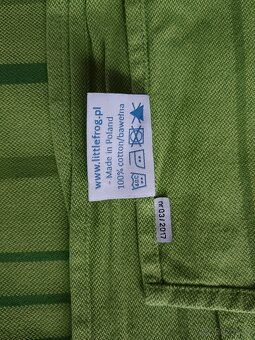 www.littlefrog.pl
- Made in Poland
100% cotton/bawełna
nr 03 / 2017